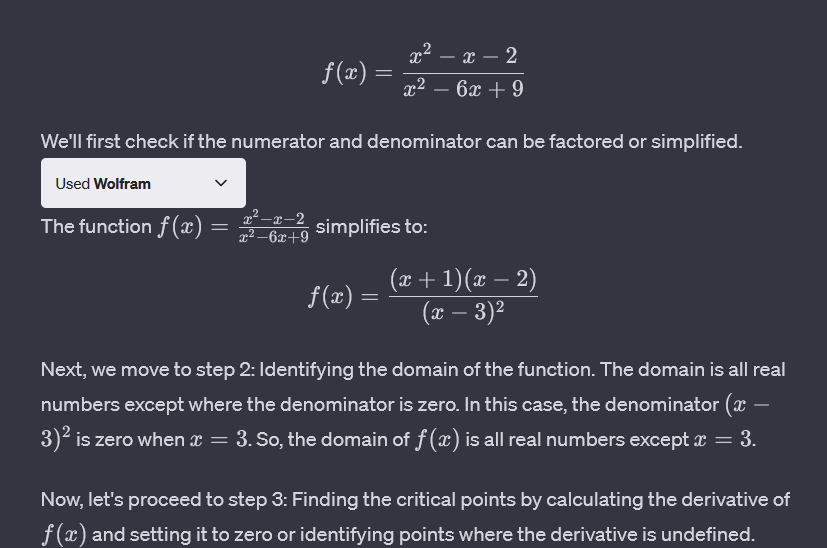 f(x) = \frac{x^2 - x - 2}{x^2 - 6x + 9}
We'll first check if the numerator and denominator can be factored or simplified.
Used Wolfram
The function f(x) = \frac{x^2-x-2}{x^2-6x+9} simplifies to:
f(x) = \frac{(x + 1)(x - 2)}{(x - 3)^2}
Next, we move to step 2: Identifying the domain of the function. The domain is all real
numbers except where the denominator is zero. In this case, the denominator (x −
3)^2 is zero when x = 3. So, the domain of f(x) is all real numbers except x = 3.
Now, let's proceed to step 3: Finding the critical points by calculating the derivative of
f(x) and setting it to zero or identifying points where the derivative is undefined.